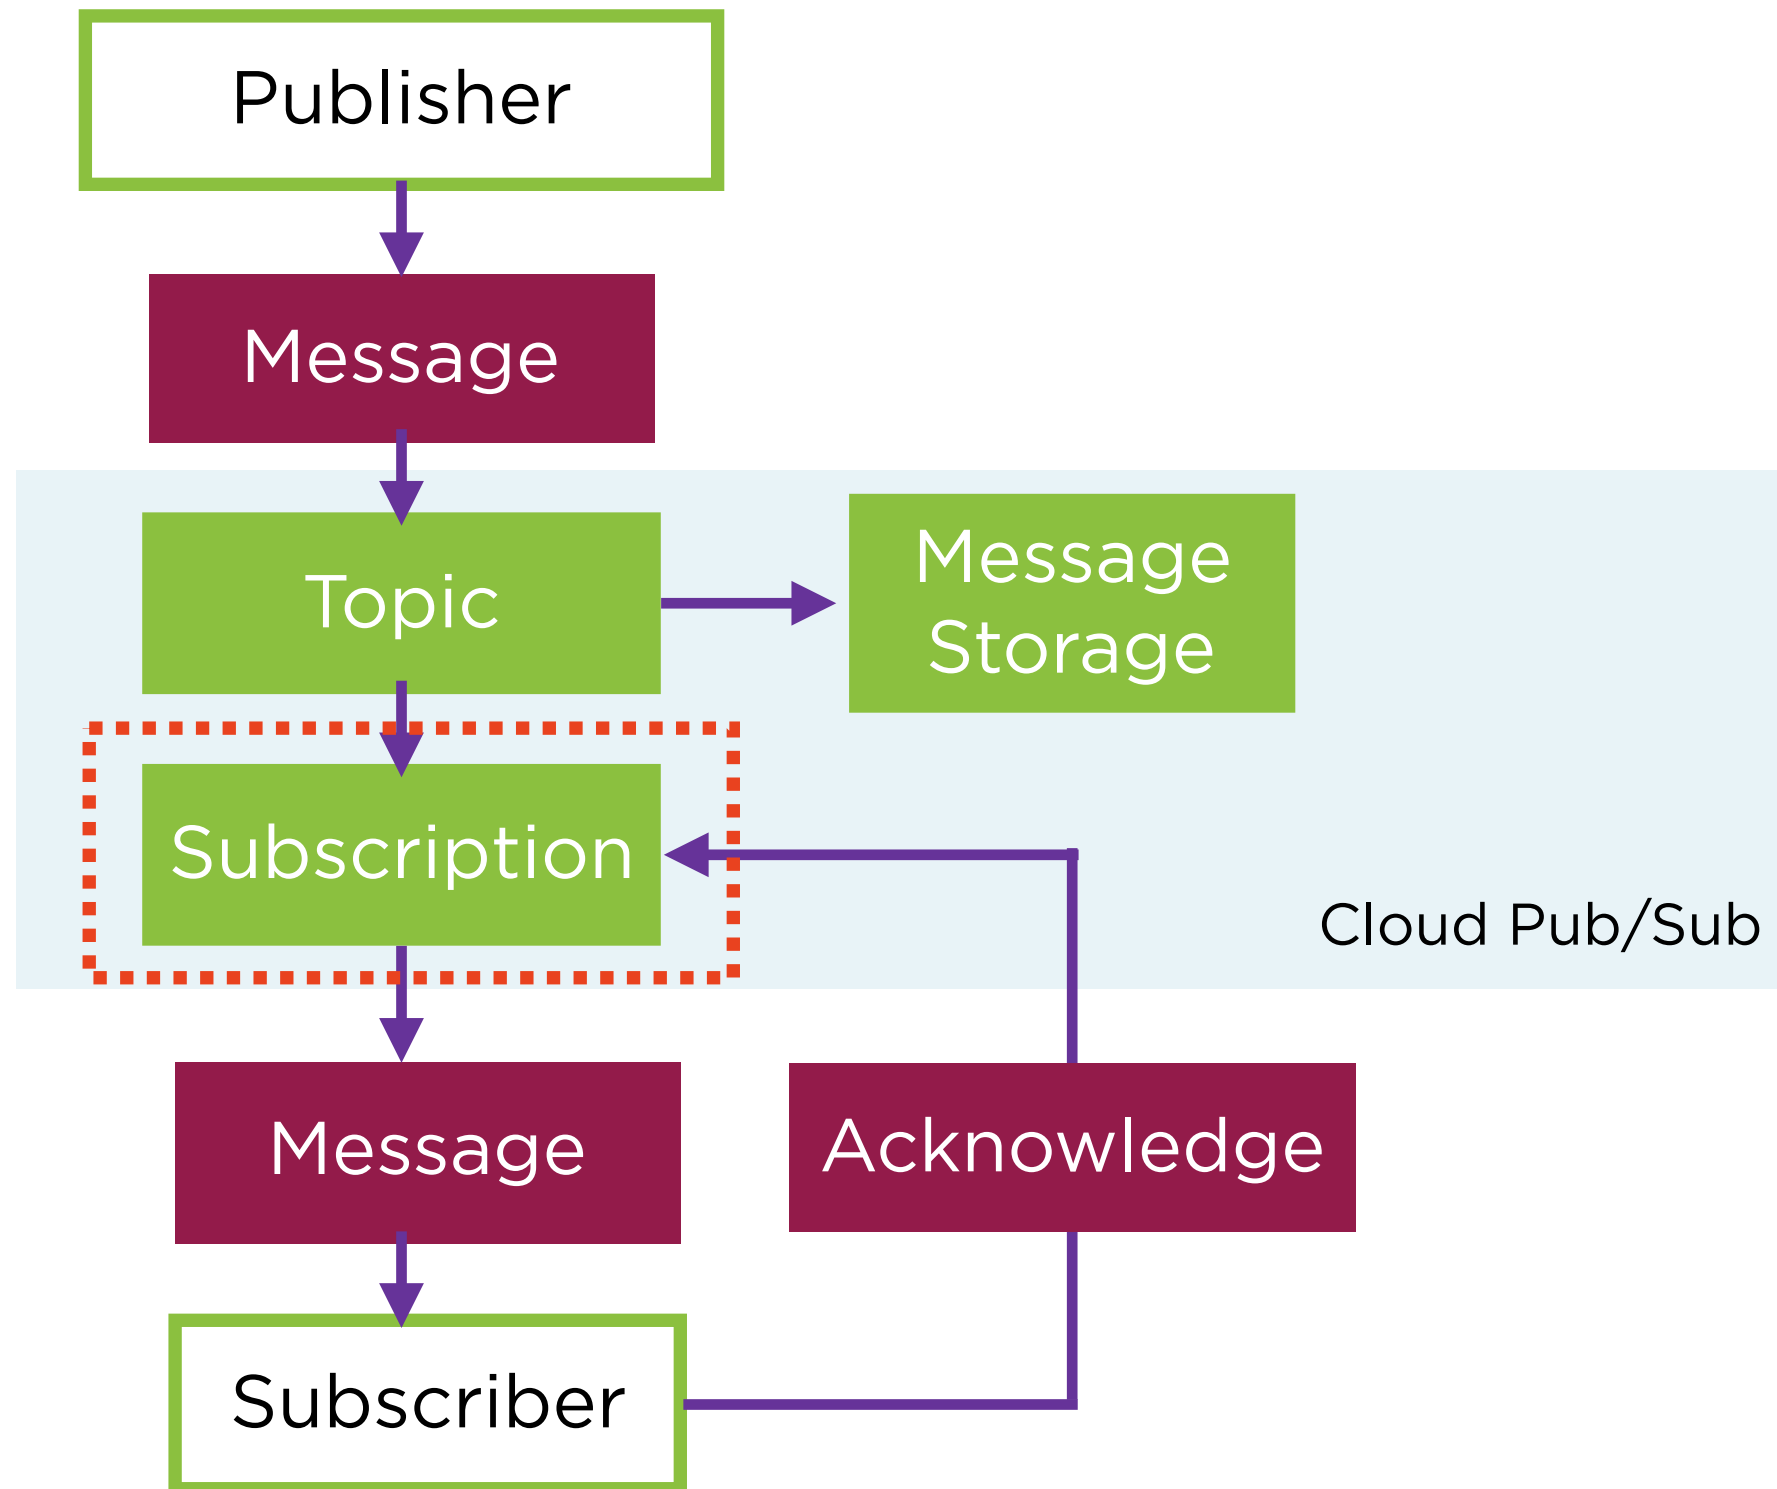 Publisher
Message
Topic
Message
Storage
Subscription
Cloud Pub/Sub
Message
Acknowledge
Subscriber